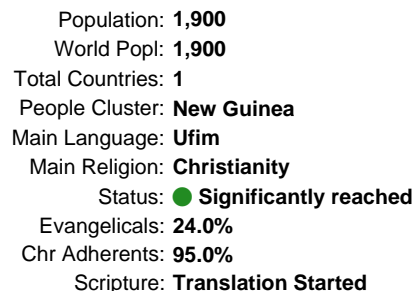 Population: 1,900
World Popl: 1,900
Total Countries: 1
People Cluster: New Guinea
Main Language: Ufim
Main Religion: Christianity
Status: Significantly reached
Evangelicals: 24.0%
Chr Adherents: 95.0%
Scripture: Translation Started